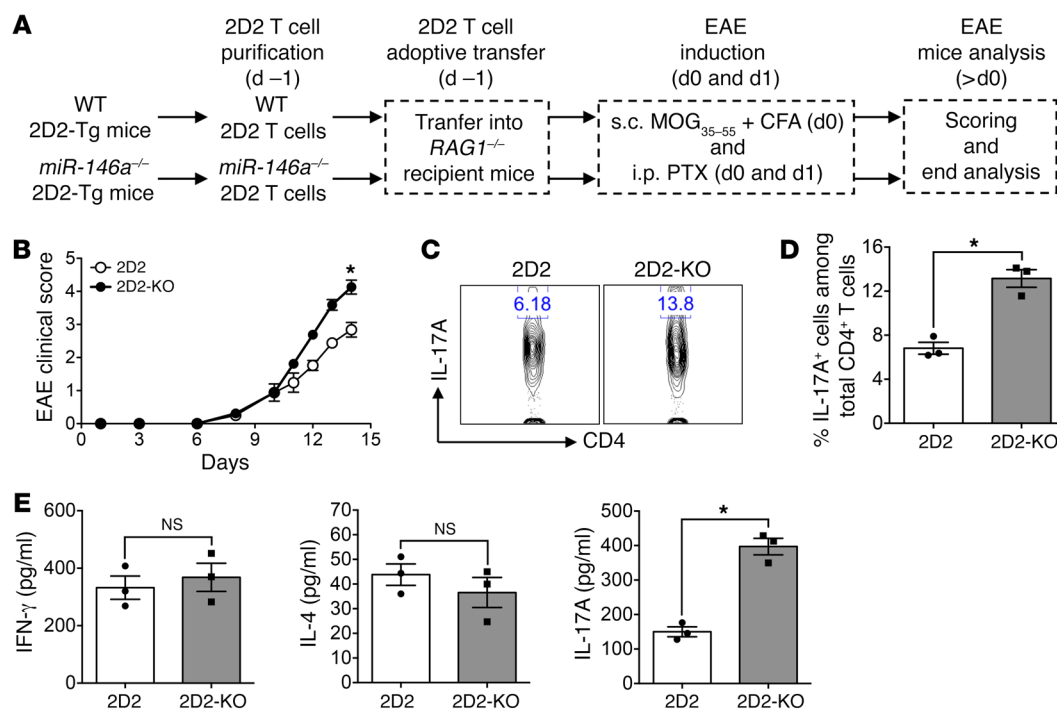 A
2D2 T cell
purification
(d –1)
2D2 T cell
adoptive transfer
(d –1)
EAE
induction
(d0 and d1)
EAE
mice analysis
(>d0)
WT
2D2-Tg mice
WT
2D2 T cells
miR-146a–/–
2D2-Tg mice
miR-146a–/–
2D2 T cells
Tranfer into
RAG1–/–
recipient mice
s.c. MOG35–55 + CFA (d0)
and
i.p. PTX (d0 and d1)
Scoring
and
end analysis
B
EAE clinical score
5
4
3
2
1
0
2D2
2D2-KO
*
0 3 6 9 12 15
Days
C
2D2
2D2-KO
6.18
13.8
IL-17A
CD4
D
% IL-17A+ cells among
total CD4+ T cells
16
12
8
4
0
*
2D2 2D2-KO
E
IFN-γ (pg/ml)
600
400
200
0
NS
2D2 2D2-KO
IL-4 (pg/ml)
70
60
50
40
30
20
10
0
NS
2D2 2D2-KO
IL-17A (pg/ml)
500
400
300
200
100
0
*
2D2 2D2-KO